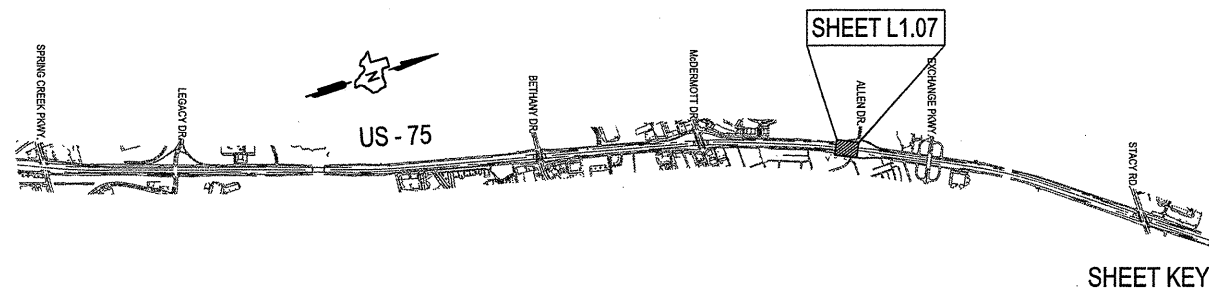 SHEET L1.07
SPRING CREEK PKWY.
LEGACY DR.
N
US - 75
BETHANY DR.
McDERMOTT DR.
ALLEN DR.
EXCHANGE PKWY.
STACY RD.
SHEET KEY